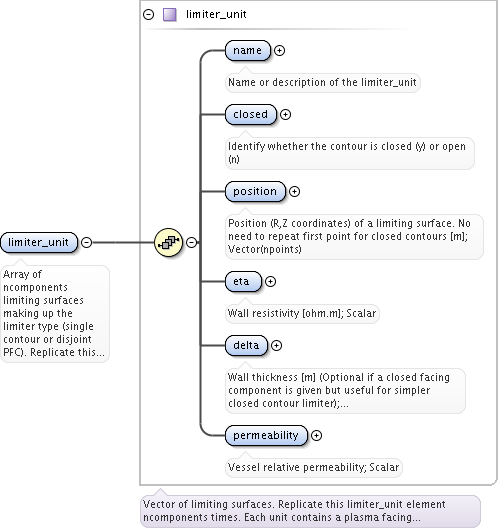 limiter_unit
name
Name or description of the limiter_unit
closed
Identify whether the contour is closed (y) or open
(n)
position
Position (R,Z coordinates) of a limiting surface. No
need to repeat first point for closed contours [m];
Vector(npoints)
limiter_unit
Array of
ncomponents
limiting surfaces
making up the
limiter type (single
contour or disjoint
PFC). Replicate this...
eta
Wall resistivity [ohm.m]; Scalar
delta
Wall thickness [m] (Optional if a closed facing
component is given but useful for simpler
closed contour limiter);...
permeability
Vessel relative permeability; Scalar
Vector of limiting surfaces. Replicate this limiter_unit element
ncomponents times. Each unit contains a plasma facing...